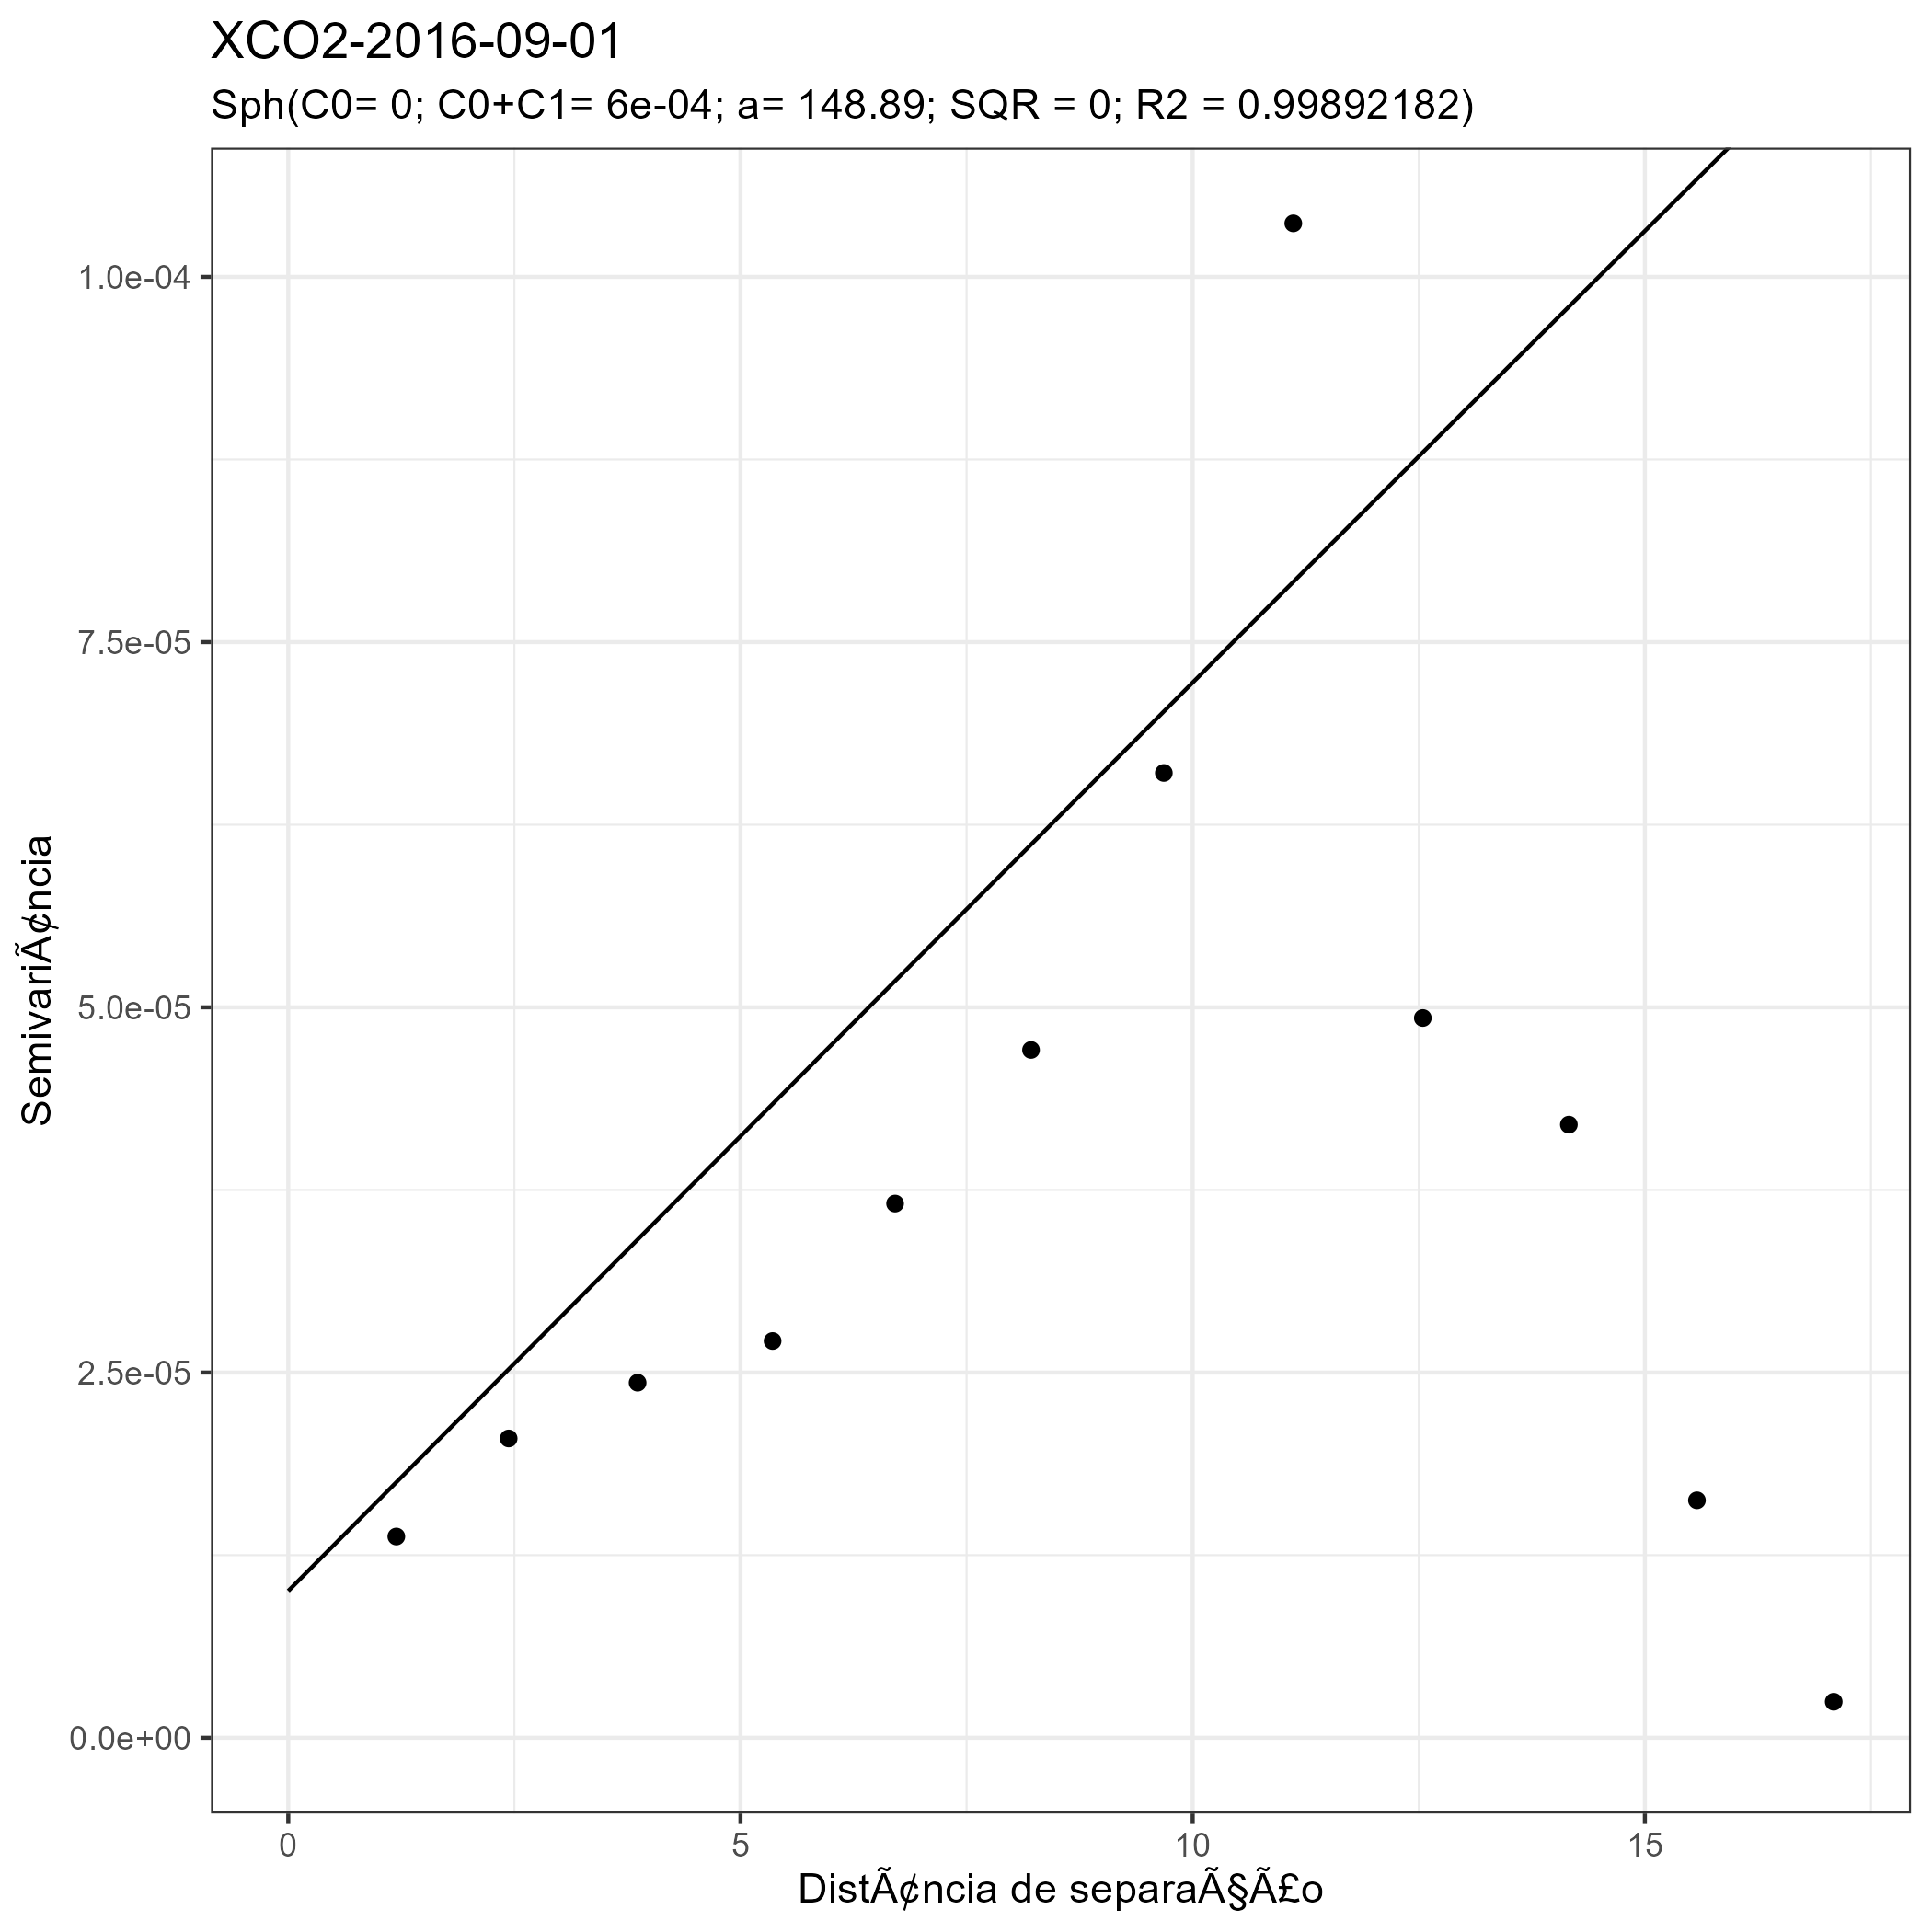 XCO2-2016-09-01
Sph(C0= 0; C0+C1= 6e-04; a= 148.89; SQR = 0; R2 = 0.99892182)
SemivariÃ¢ncia
1.0e-04
7.5e-05
5.0e-05
2.5e-05
0.0e+00
0 5 10 15
DistÃ¢ncia de separaÃ§Ã£o